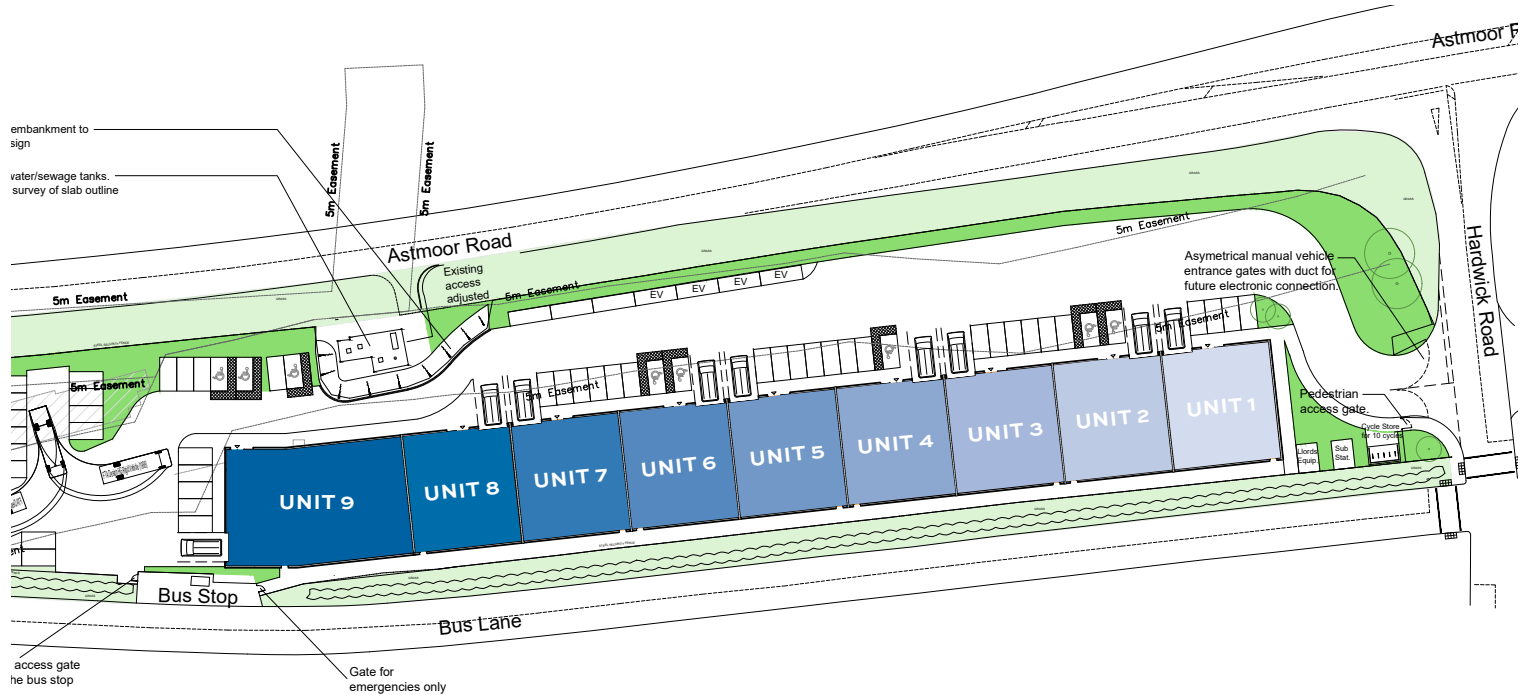 Astmoor R
embankment to
sign
water/sewage tanks.
survey of slab outline
5m Easement
5m Easement
Astmoor Road
Existing
access
adjusted
5m Easement
5m Easement
5m Easement
Asymetrical manual vehicle
entrance gates with duct for
future electronic connection.
Hardwick Road
EV
EV
EV
EV
5m Easement
5m Easement
5m Easement
Pedestrian
access gate.
Cycle Store
for 10 cycles
Llords
Equip.
Sub
Stat.
UNIT 1
UNIT 2
UNIT 3
UNIT 4
UNIT 5
UNIT 6
UNIT 7
UNIT 8
UNIT 9
Bus Stop
Bus Lane
access gate
he bus stop
Gate for
emergencies only